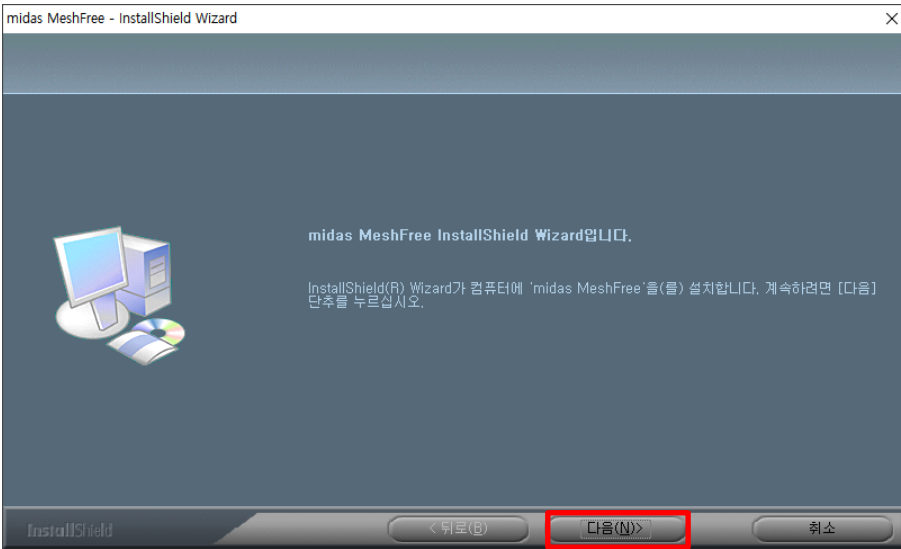 midas MeshFree - InstallShield Wizard
midas MeshFree InstallShield Wizard입니다.
InstallShield(R) Wizard가 컴퓨터에 'midas MeshFree'을(를) 설치합니다. 계속하려면 [다음]
단추를 누르십시오.
InstallShield
< 뒤로(B)
다음(N)>
취소